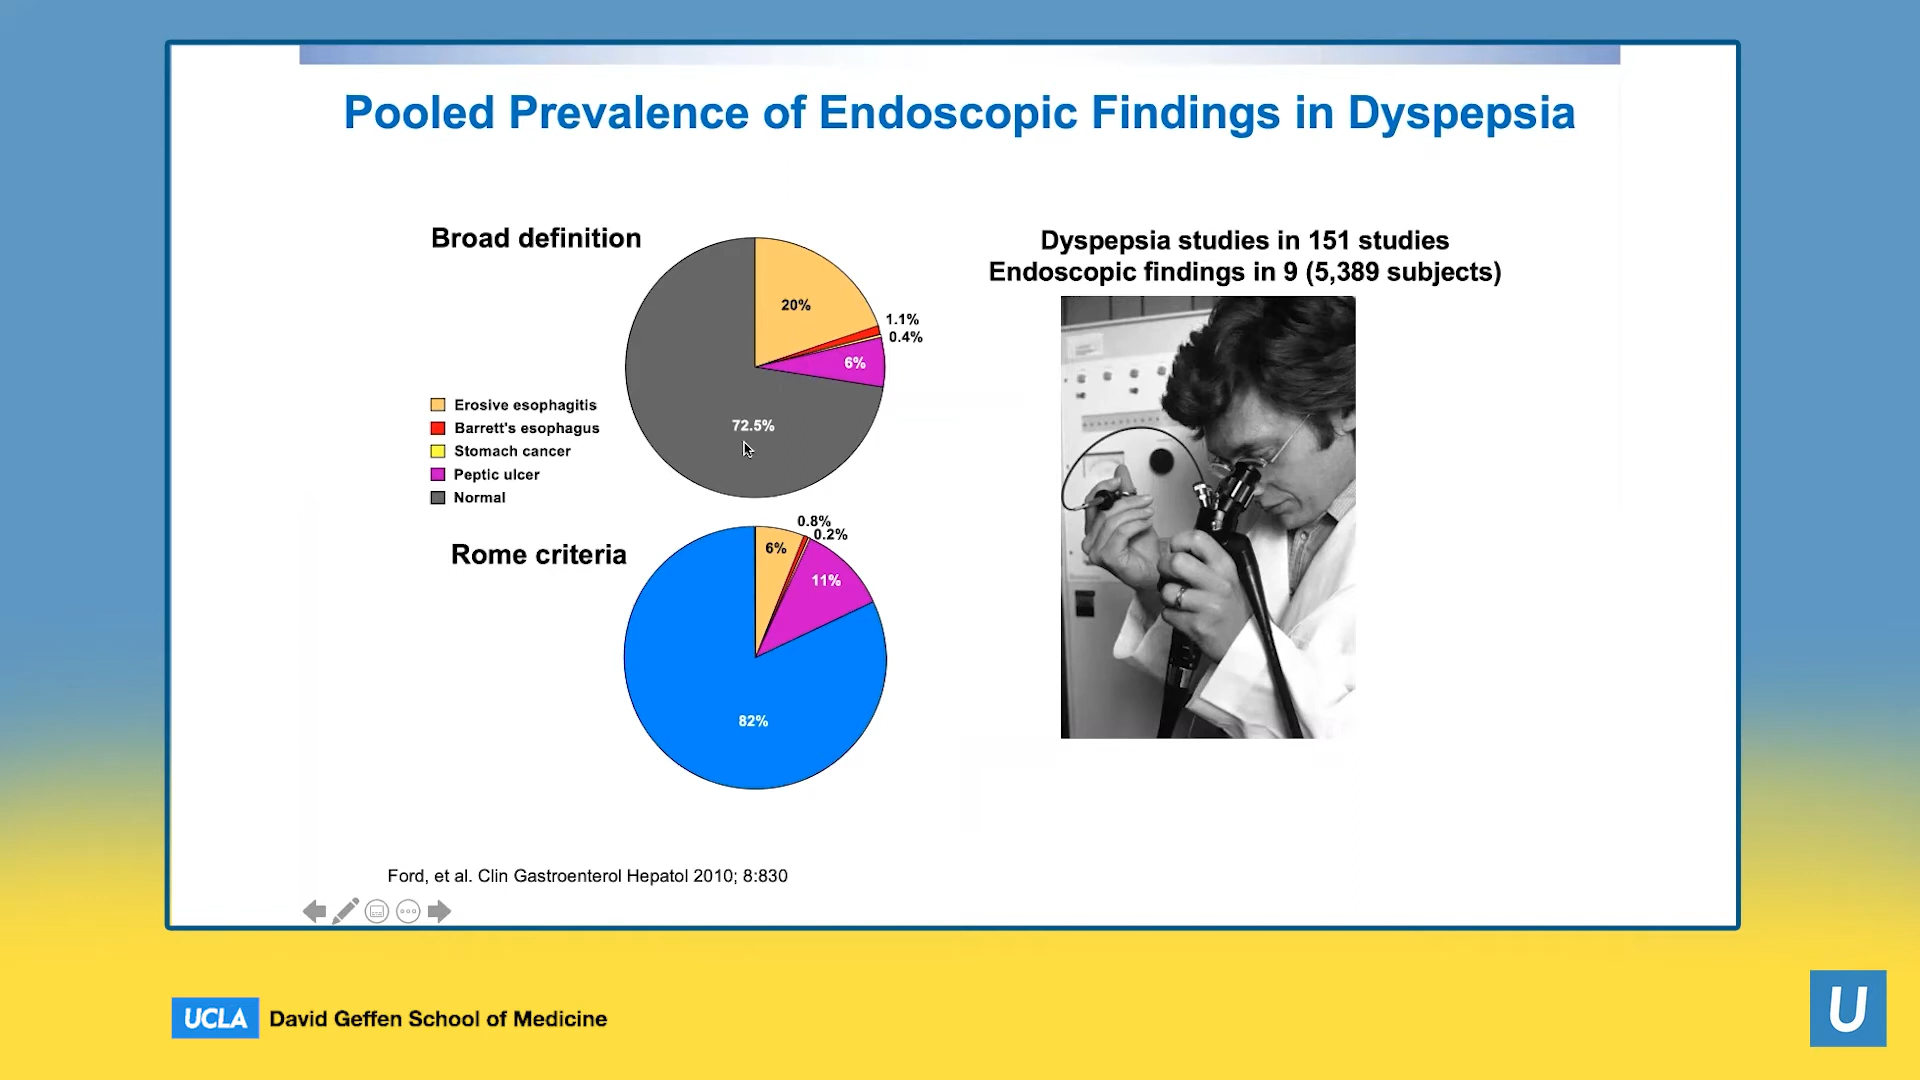 Pooled Prevalence of Endoscopic Findings in Dyspepsia
Broad definition
20%
1.1%
0.4%
6%
72.5%
Erosive esophagitis
Barrett's esophagus
Stomach cancer
Peptic ulcer
Normal
Rome criteria
0.8%
0.2%
6%
11%
82%
Dyspepsia studies in 151 studies
Endoscopic findings in 9 (5,389 subjects)
Ford, et al. Clin Gastroenterol Hepatol 2010; 8:830
UCLA David Geffen School of Medicine
U